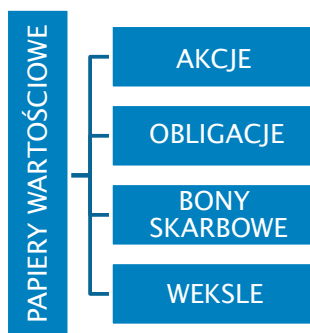 PAPIERY WARTOŚCIOWE
AKCJE
OBLIGACJE
BONY
SKARBOWE
WEKSLE